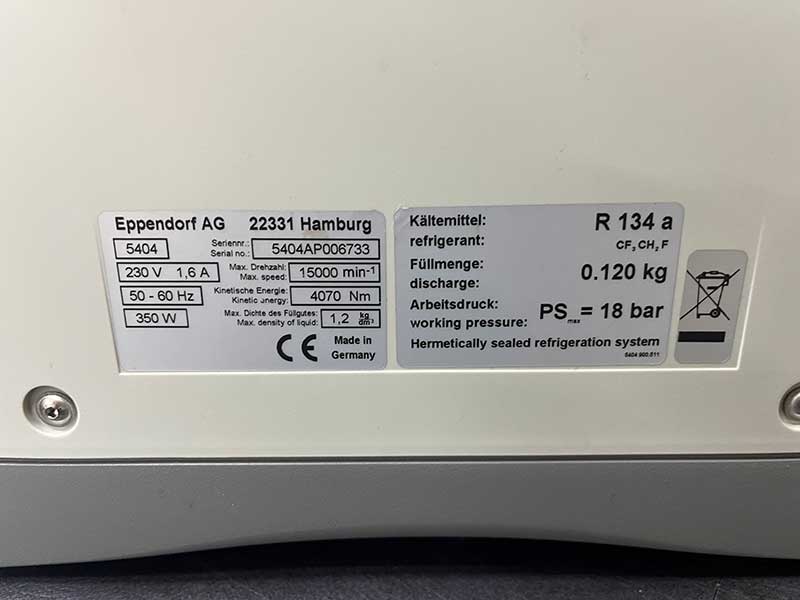 Eppendorf AG 22331 Hamburg
5404 Seriennr.: Serial no.: 5404AP006733
230 V 1,6 A Max. Drehzahl: Max. speed: 15000 min-1
50 - 60 Hz Kinetische Energie: Kinetic energy: 4070 Nm
350 W Max. Dichte des Füllgutes: Max. density of liquid: 1,2 kg/dm³
CE Made in
Germany
Kältemittel: R 134 a
refrigerant: CF3CH2F
Füllmenge: 0.120 kg
discharge:
Arbeitsdruck: PSmax = 18 bar
working pressure:
Hermetically sealed refrigeration system
5404 900.511